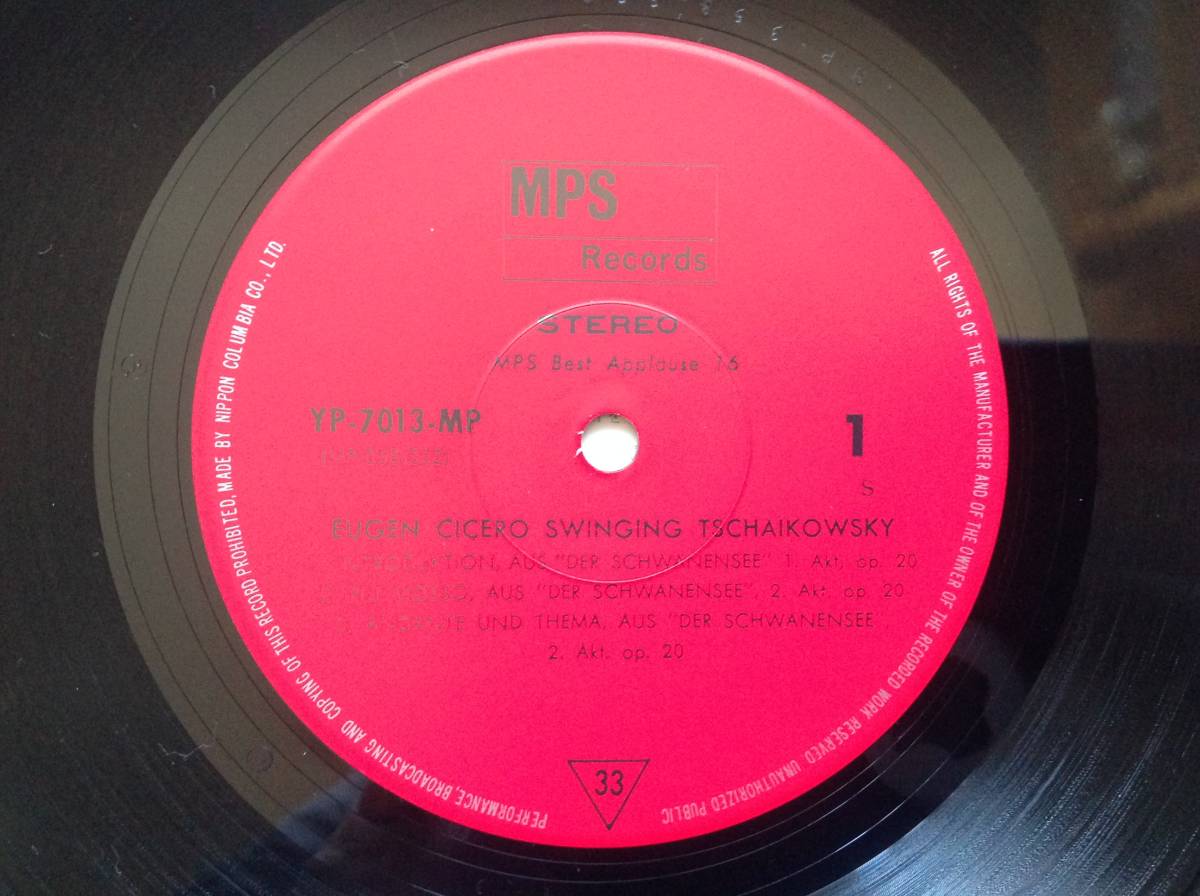 MPS
Records
STEREO
MPS Best Applause 16
YP-7013-MP
1
S
EUGEN CICERO SWINGING TSCHAIKOWSKY
AUS "DER SCHWANENSEE" 1. Akt, op. 20
AUS "DER SCHWANENSEE", 2. Akt, op. 20
UND THEMA, AUS "DER SCHWANENSEE",
2. Akt. op. 20
33
ALL RIGHTS OF THE MANUFACTURER AND OF THE OWNER OF THE RECORDED WORK RESERVED UNAUTHORIZED PUBLIC
PERFORMANCE, BROADCASTING AND COPYING OF THIS RECORD PROHIBITED, MADE BY NIPPON COLUMBIA CO., LTD.